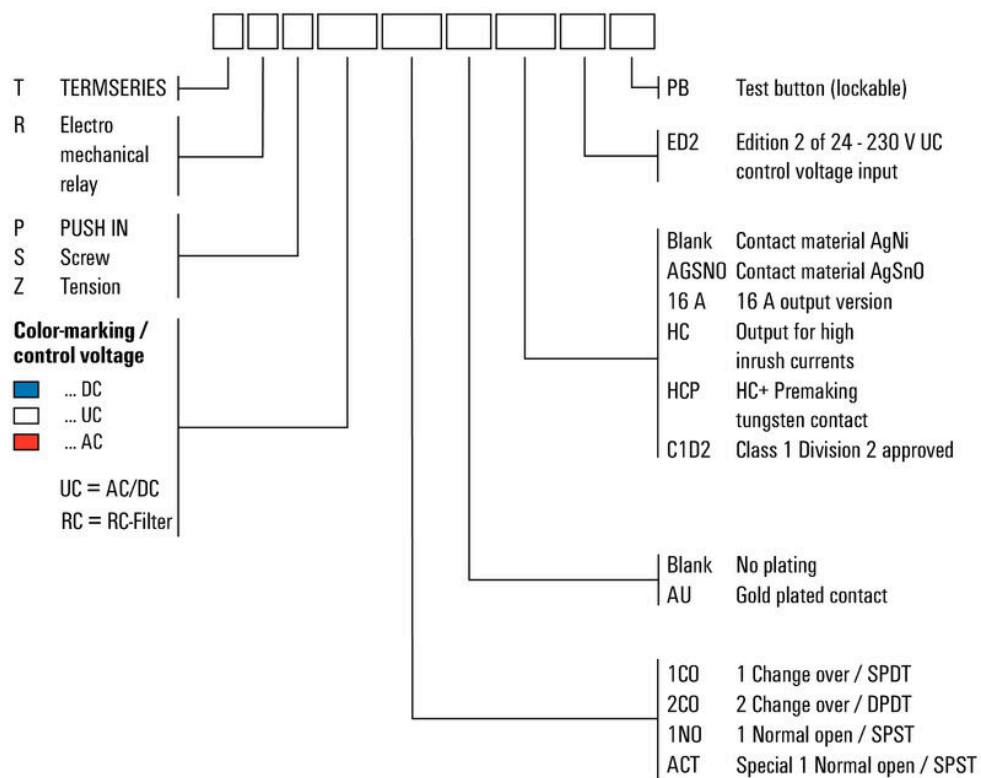 T TERMSERIES
R Electro
mechanical
relay
P PUSH IN
S Screw
Z Tension
Color-marking /
control voltage
... DC
... UC
... AC
UC = AC/DC
RC = RC-Filter
PB Test button (lockable)
ED2 Edition 2 of 24 - 230 V UC
control voltage input
Blank Contact material AgNi
AGSNO Contact material AgSnO
16 A 16 A output version
HC Output for high
inrush currents
HCP HC+ Premaking
tungsten contact
C1D2 Class 1 Division 2 approved
Blank No plating
AU Gold plated contact
1CO 1 Change over / SPDT
2CO 2 Change over / DPDT
1NO 1 Normal open / SPST
ACT Special 1 Normal open / SPST